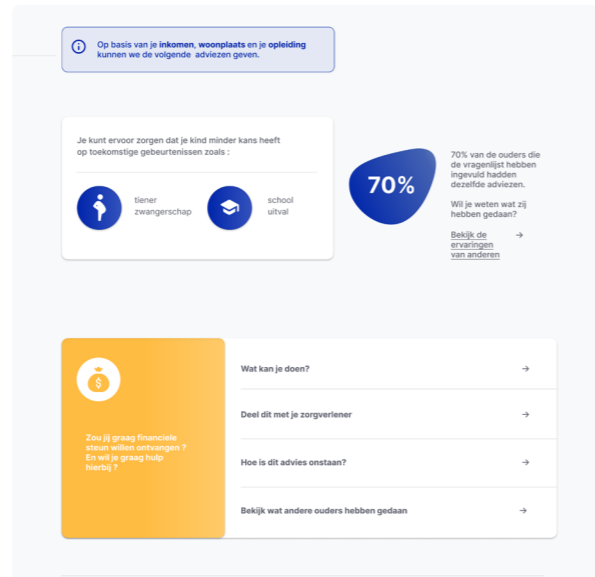 Op basis van je inkomen, woonplaats en je opleiding
kunnen we de volgende adviezen geven.
Je kunt ervoor zorgen dat je kind minder kans heeft
op toekomstige gebeurtenissen zoals :
tiener
zwangerschap
school
uitval
70%
70% van de ouders die
de vragenlijst hebben
ingevuld hadden
dezelfde adviezen.
Wil je weten wat zij
hebben gedaan?
Bekijk de
ervaringen
van anderen
Zou jij graag financiele
steun willen ontvangen ?
En wil je graag hulp
hierbij ?
Wat kan je doen?
Deel dit met je zorgverlener
Hoe is dit advies onstaan?
Bekijk wat andere ouders hebben gedaan